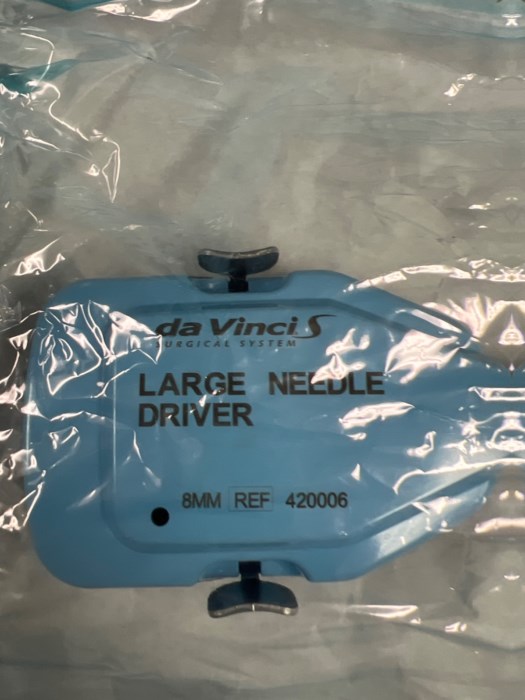 da Vinci S
SURGICAL SYSTEM
LARGE NEEDLE
DRIVER
8MM REF 420006